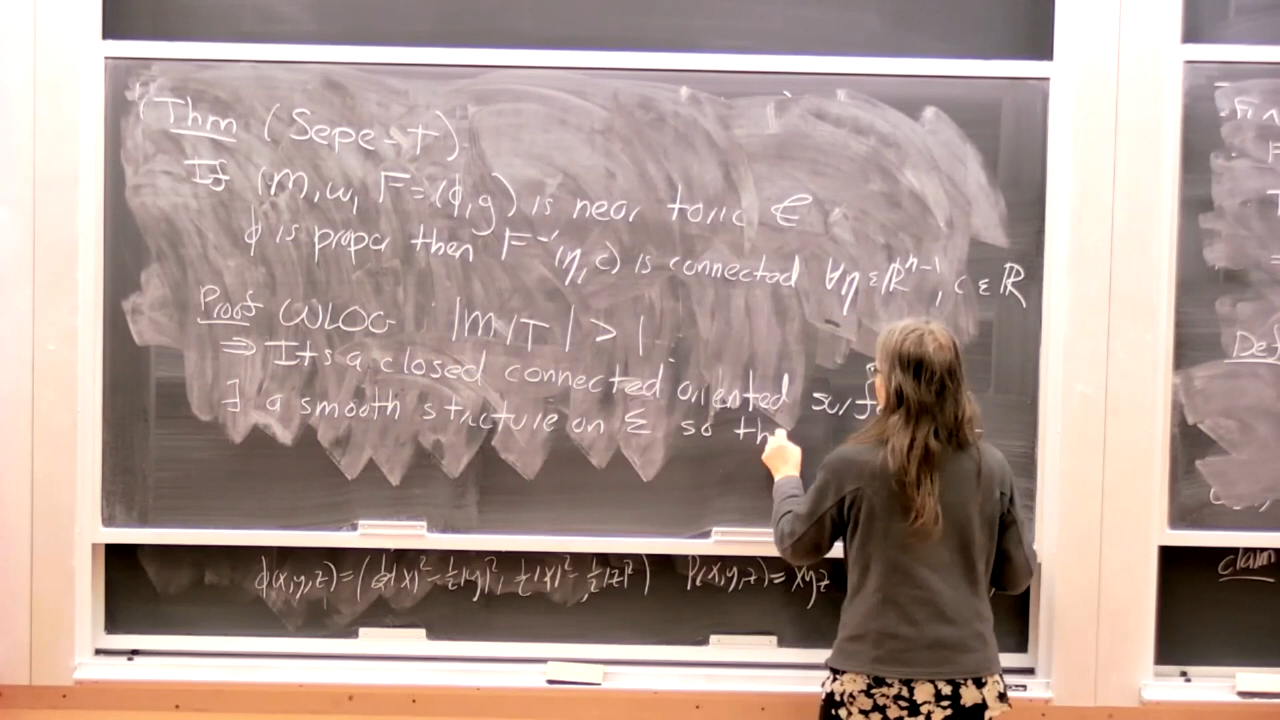 Thm (Sepe-T)
If (M, ω, F = (ϕ, g) is near toric &
ϕ is proper then F⁻¹(η, c) is connected ∀η ε ℝⁿ⁻¹, c ε ℝ
Proof WLOG |M//T| > 1
⇒ Its a closed connected oriented surf
∃ a smooth structure on Σ so th
ϕ(x,y,z) = (½|x|² - ½|y|², ½|x|² - ½|z|²) P(x,y,z) = xyz
Def
claim